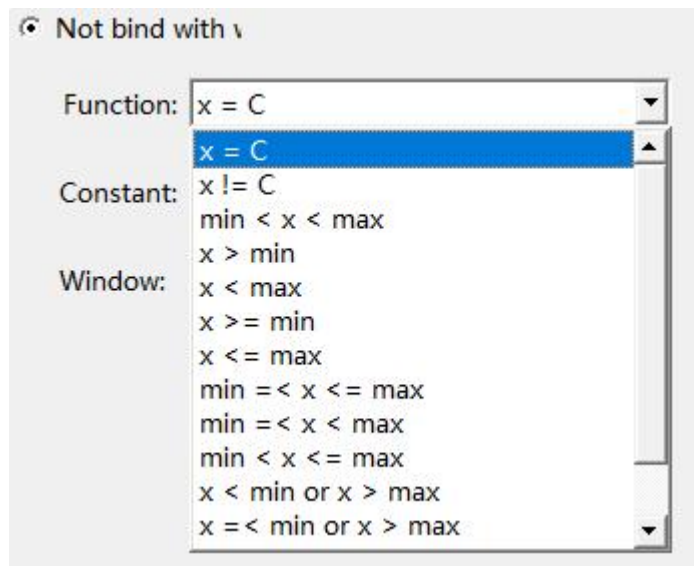 Not bind with
Function: x = C
x = C
Constant: x != C
min < x < max
x > min
Window: x < max
x >= min
x <= max
min =< x <= max
min =< x < max
min < x <= max
x < min or x > max
x =< min or x > max